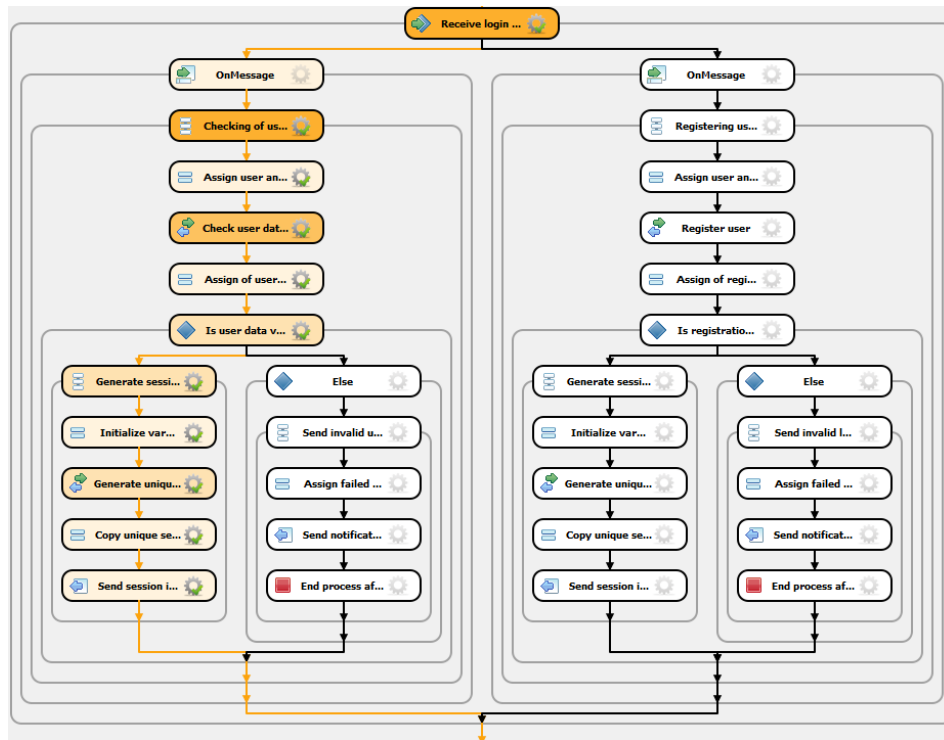 Receive login ...
OnMessage
Checking of us...
Assign user an...
Check user dat...
Assign of user...
Is user data v...
Generate sessi...
Initialize var...
Generate uniqu...
Copy unique se...
Send session i...
Else
Send invalid u...
Assign failed ...
Send notificat...
End process af...
OnMessage
Registering us...
Assign user an...
Register user
Assign of regi...
Is registratio...
Generate sessi...
Initialize var...
Generate uniqu...
Copy unique se...
Send session i...
Else
Send invalid l...
Assign failed ...
Send notificat...
End process af...